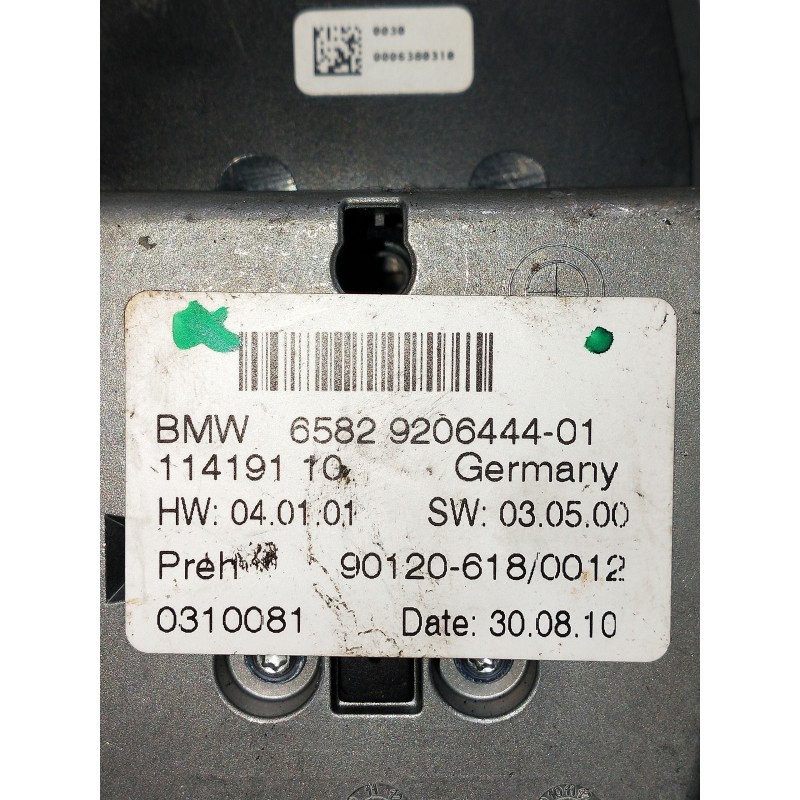 0030
0006380310
BMW 6582 9206444-01
114191 10 Germany
HW: 04.01.01 SW: 03.05.00
Preh 90120-618/0012
0310081 Date: 30.08.10